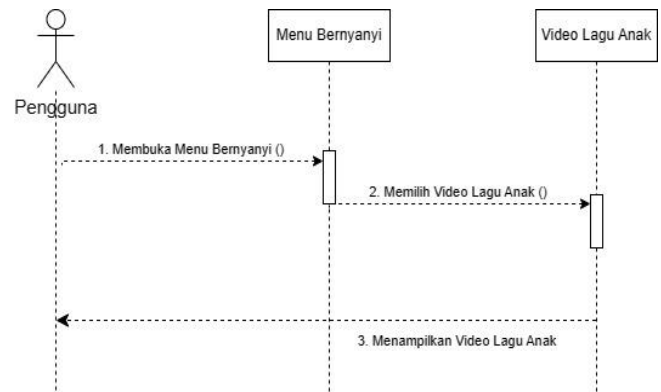 Menu Bernyanyi
Video Lagu Anak
Pengguna
1. Membuka Menu Bernyanyi ()
2. Memilih Video Lagu Anak ()
3. Menampilkan Video Lagu Anak